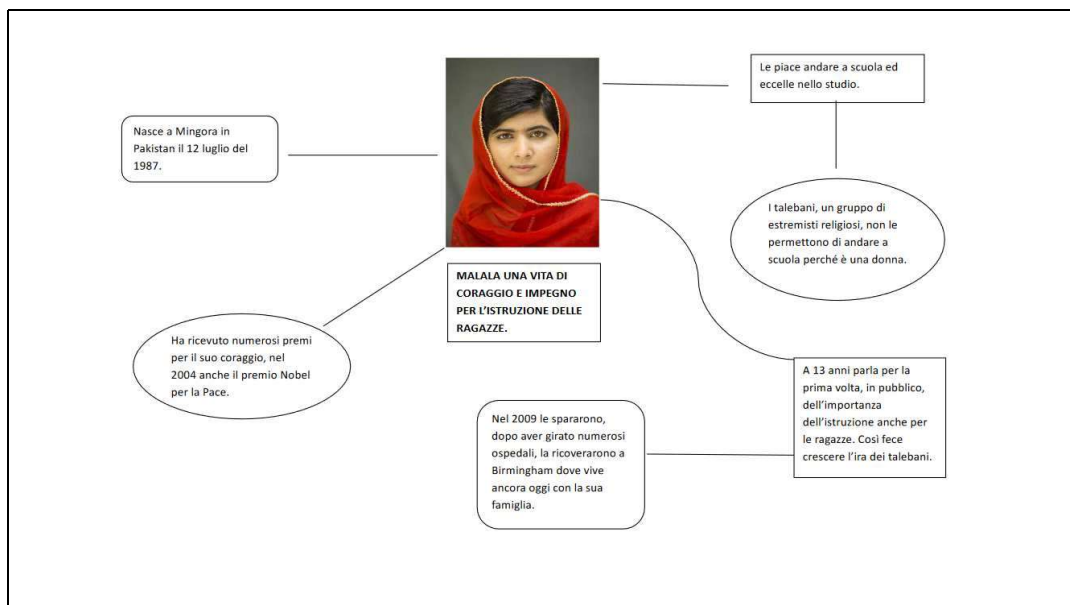 Le piace andare a scuola ed
eccelle nello studio.
Nasce a Mingora in
Pakistan il 12 luglio del
1987.
I talebani, un gruppo di
estremisti religiosi, non le
permettono di andare a
scuola perché è una donna.
MALALA UNA VITA DI
CORAGGIO E IMPEGNO
PER L'ISTRUZIONE DELLE
RAGAZZE.
Ha ricevuto numerosi premi
per il suo coraggio, nel
2004 anche il premio Nobel
per la Pace.
A 13 anni parla per la
prima volta, in pubblico,
dell'importanza
dell'istruzione anche per
le ragazze. Così fece
crescere l'ira dei talebani.
Nel 2009 le spararono,
dopo aver girato numerosi
ospedali, la ricoverarono a
Birmingham dove vive
ancora oggi con la sua
famiglia.